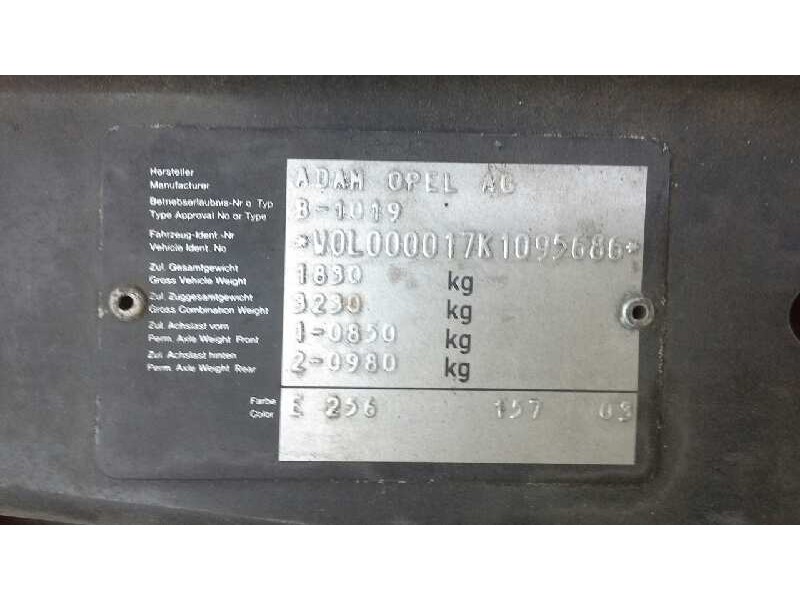 Hersteller
Manufacturer ADAM OPEL AG
Betriebserlaubnis-Nr o Typ
Type Approval No or Type B-1019
Fahrzeug-Ident.-Nr
Vehicle Ident. No *W0L000017K1095686*
Zul. Gesamtgewicht
Gross Vehicle Weight 1830 kg
Zul. Zuggesamtgewicht
Gross Combination Weight 3230 kg
Zul. Achslast vorn
Perm. Axle Weight Front 1-0850 kg
Zul. Achslast hinten
Perm. Axle Weight Rear 2-0980 kg
Farbe
Color E 256 157 03